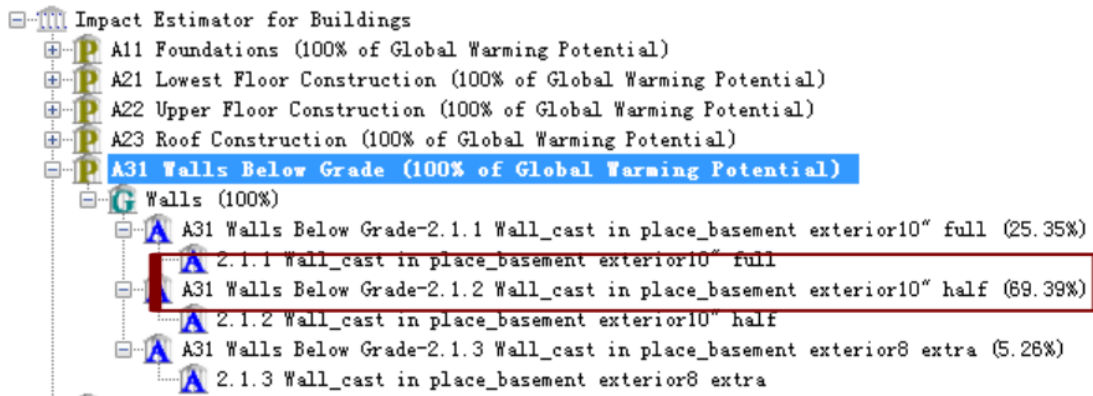 Impact Estimator for Buildings
A11 Foundations (100% of Global Warming Potential)
A21 Lowest Floor Construction (100% of Global Warming Potential)
A22 Upper Floor Construction (100% of Global Warming Potential)
A23 Roof Construction (100% of Global Warming Potential)
A31 Walls Below Grade (100% of Global Warming Potential)
Walls (100%)
A31 Walls Below Grade-2.1.1 Wall_cast in place_basement exterior10" full (25.35%)
2.1.1 Wall_cast in place_basement exterior10" full
A31 Walls Below Grade-2.1.2 Wall_cast in place_basement exterior10" half (69.39%)
2.1.2 Wall_cast in place_basement exterior10" half
A31 Walls Below Grade-2.1.3 Wall_cast in place_basement exterior8 extra (5.26%)
2.1.3 Wall_cast in place_basement exterior8 extra